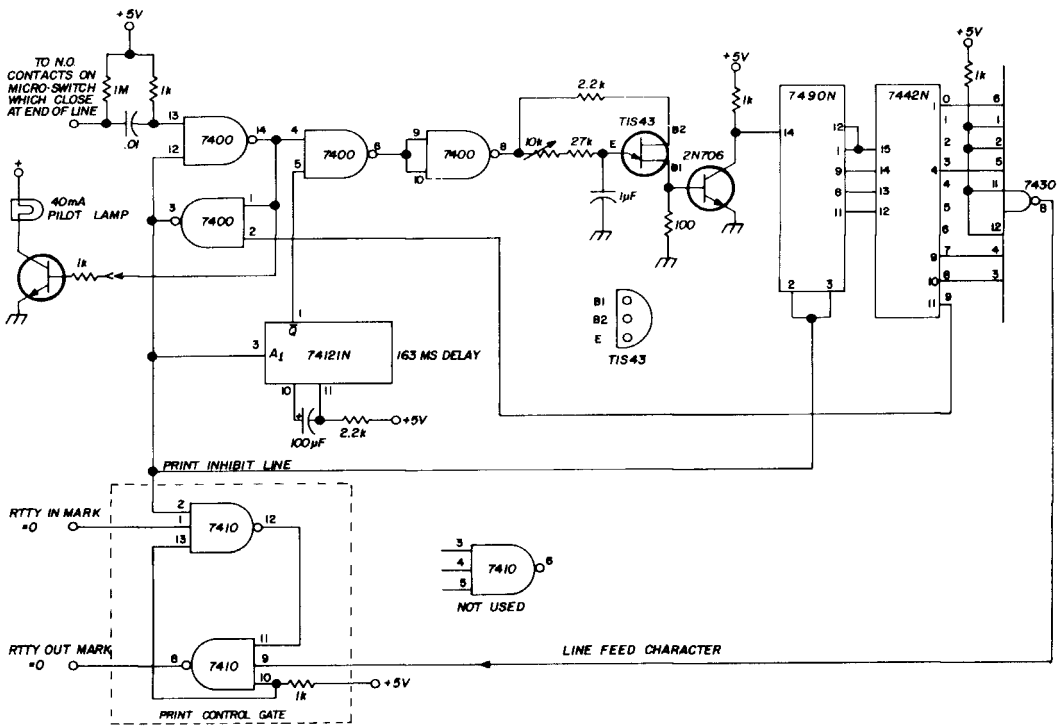 +5V
TO N.O.
CONTACTS ON
MICRO-SWITCH
WHICH CLOSE
AT END OF LINE
1M
1k
.01
13
12
7400
14
4
5
7400
6
9
10
7400
8
2.2k
10k
27k
E
TIS43
B2
B1
1µF
100
2N706
+5V
1k
14
7490N
12
1
9
8
11
2
3
7442N
15
14
13
12
1
4
9
10
11
0
1
2
3
4
5
6
7
8
9
+5V
1k
6
1
2
5
11
12
4
3
7430
8
+
40mA
PILOT LAMP
1k
3
7400
1
2
B1
B2
E
TIS43
1
Q̅
3
A1
74121N
163 MS DELAY
10
11
+
100µF
2.2k
+5V
PRINT INHIBIT LINE
RTTY IN MARK
=0
2
1
13
7410
12
3
4
5
7410
6
NOT USED
RTTY OUT MARK
=0
8
7410
11
9
10
LINE FEED CHARACTER
1k
+5V
PRINT CONTROL GATE